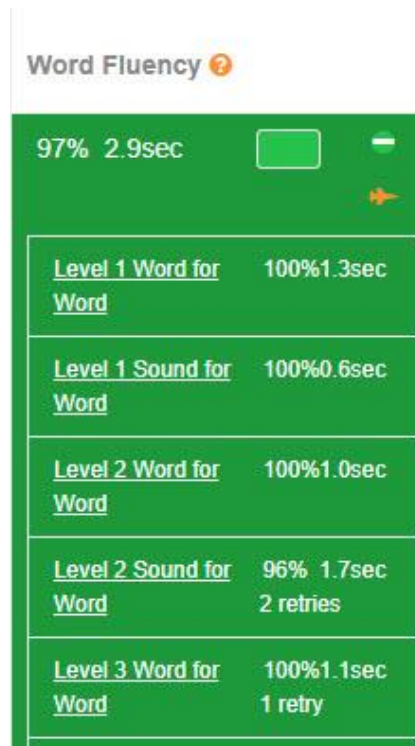 Word Fluency ?
97% 2.9sec
Level 1 Word for 100%1.3sec
Word
Level 1 Sound for 100%0.6sec
Word
Level 2 Word for 100%1.0sec
Word
Level 2 Sound for 96% 1.7sec
Word 2 retries
Level 3 Word for 100%1.1sec
Word 1 retry